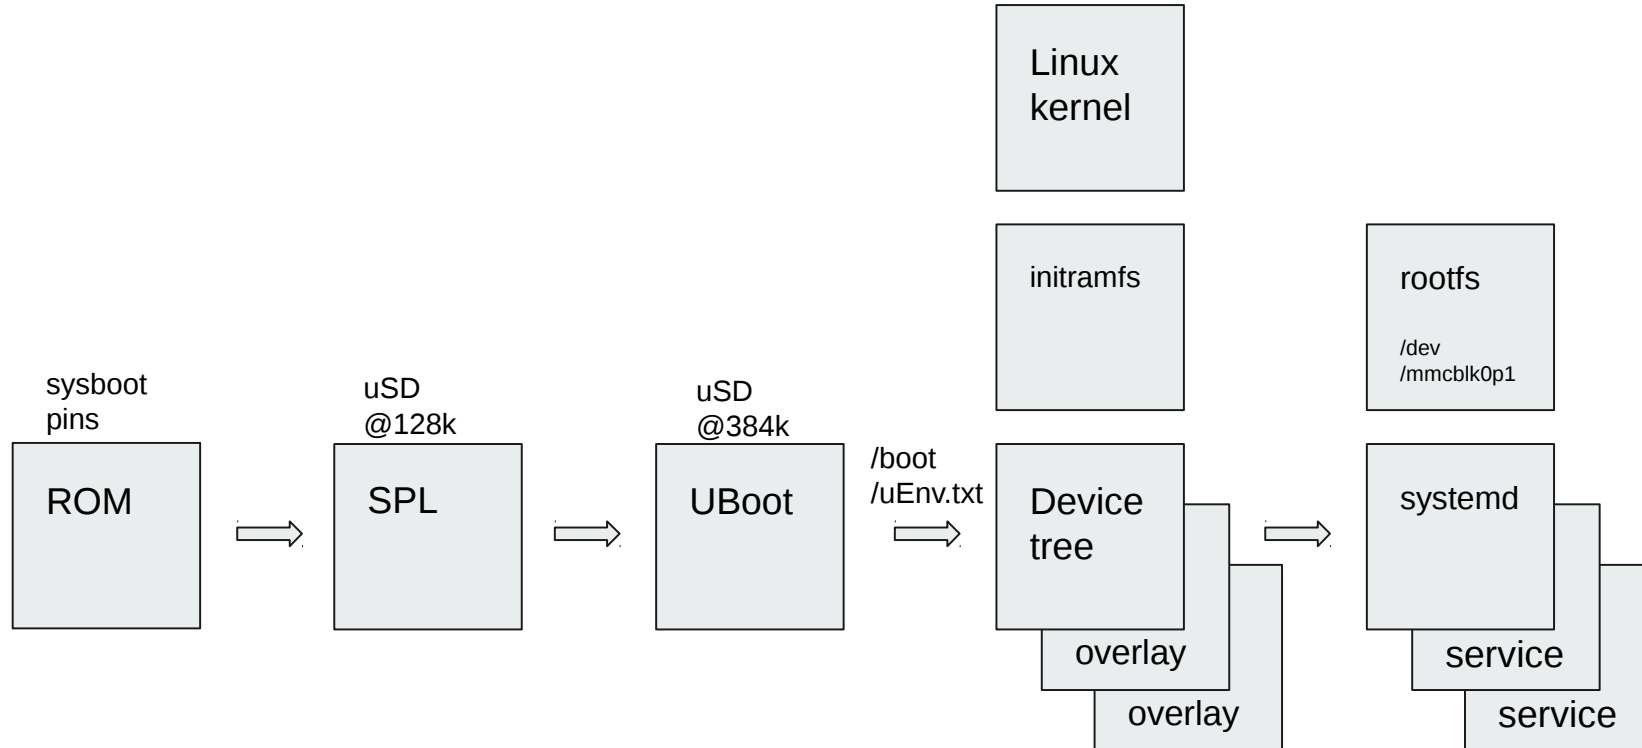 Linux
kernel
initramfs
rootfs
/dev
/mmcblk0p1
sysboot
pins
uSD
@128k
uSD
@384k
/boot
/uEnv.txt
ROM
SPL
UBoot
Device
tree
systemd
overlay
service
overlay
service